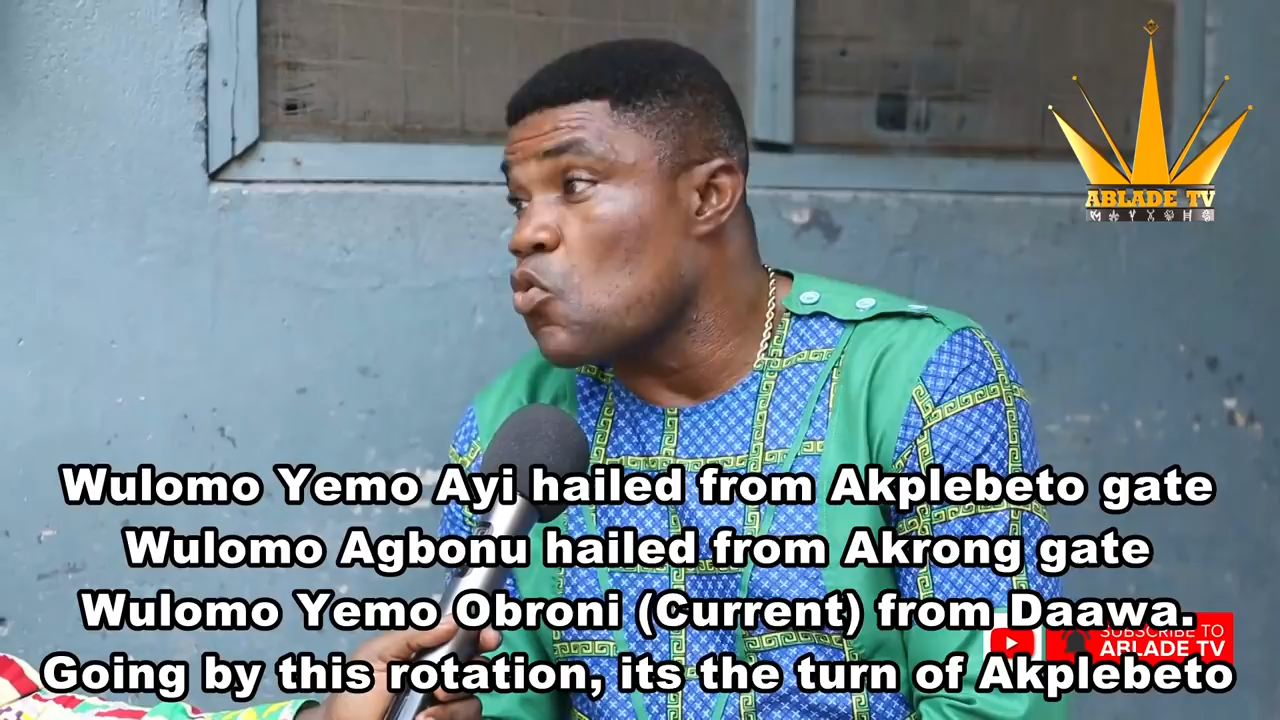 ABLADE TV
Wulomo Yemo Ayi hailed from Akplebeto gate
Wulomo Agbonu hailed from Akrong gate
Wulomo Yemo Obroni (Current) from Daawa.
Going by this rotation, its the turn of Akplebeto
SUBSCRIBE TO
ABLADE TV